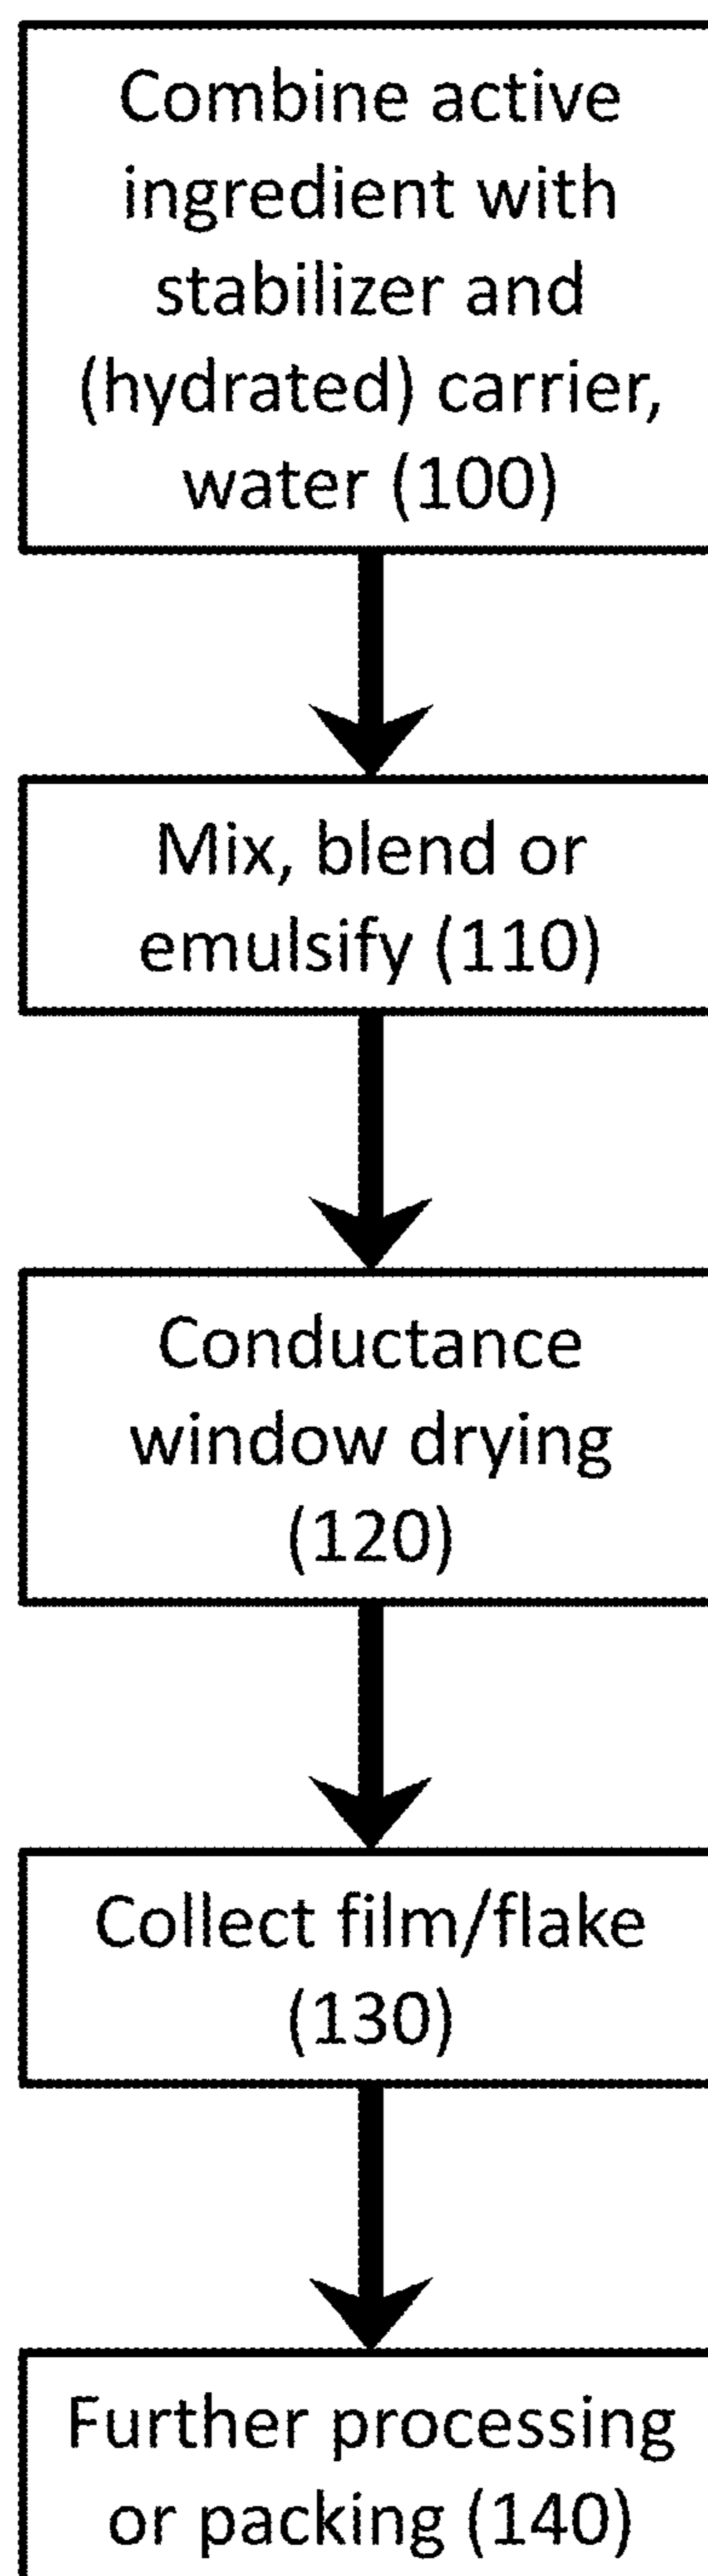 Combine active
ingredient with
stabilizer and
(hydrated) carrier,
water (100)
Mix, blend or
emulsify (110)
Conductance
window drying
(120)
Collect film/flake
(130)
Further processing
or packing (140)